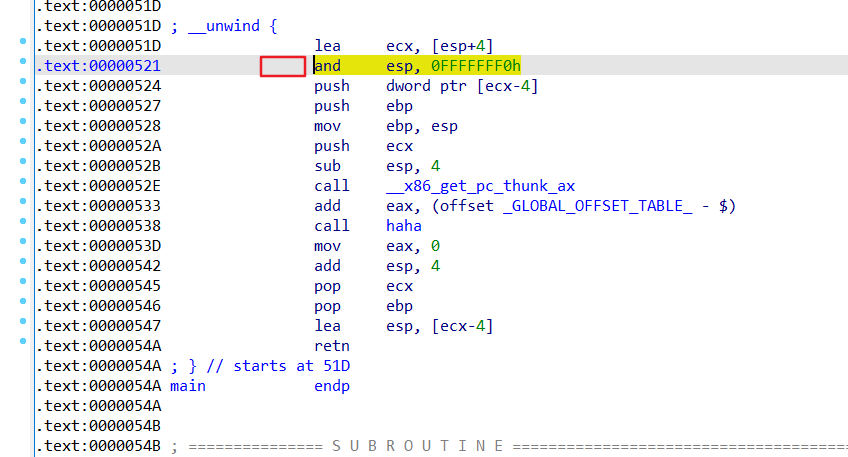 .text:0000051D
.text:0000051D ; __unwind {
.text:0000051D lea ecx, [esp+4]
.text:00000521 and esp, 0FFFFFFF0h
.text:00000524 push dword ptr [ecx-4]
.text:00000527 push ebp
.text:00000528 mov ebp, esp
.text:0000052A push ecx
.text:0000052B sub esp, 4
.text:0000052E call __x86_get_pc_thunk_ax
.text:00000533 add eax, (offset _GLOBAL_OFFSET_TABLE_ - $)
.text:00000538 call haha
.text:0000053D mov eax, 0
.text:00000542 add esp, 4
.text:00000545 pop ecx
.text:00000546 pop ebp
.text:00000547 lea esp, [ecx-4]
.text:0000054A retn
.text:0000054A ; } // starts at 51D
.text:0000054A main endp
.text:0000054A
.text:0000054B
.text:0000054B ; =============== S U B R O U T I N E =======================================